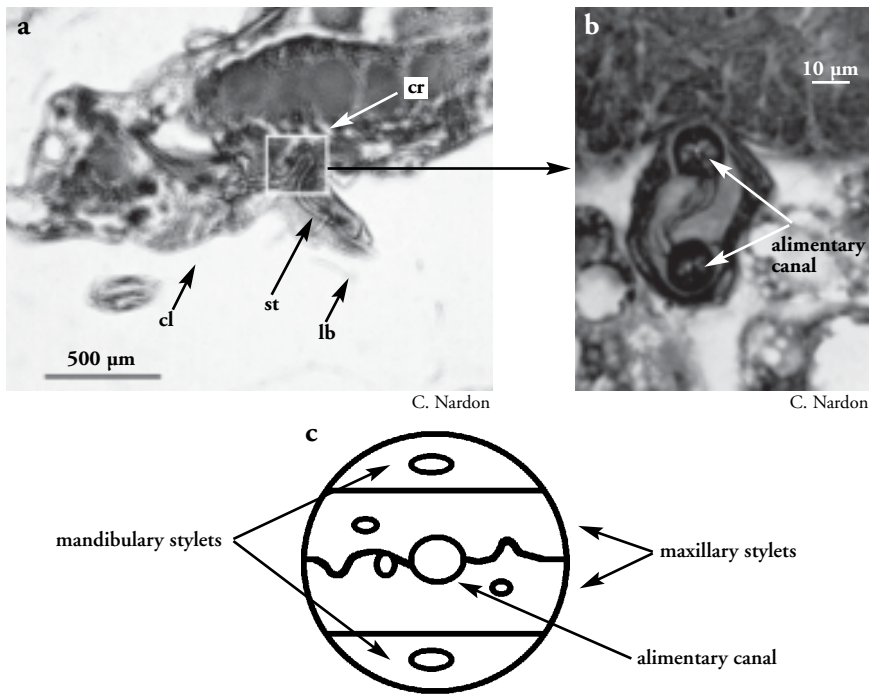 a
cr
st
cl
lb
500 µm
C. Nardon
b
10 µm
alimentary
canal
C. Nardon
c
mandibulary stylets
maxillary stylets
alimentary canal